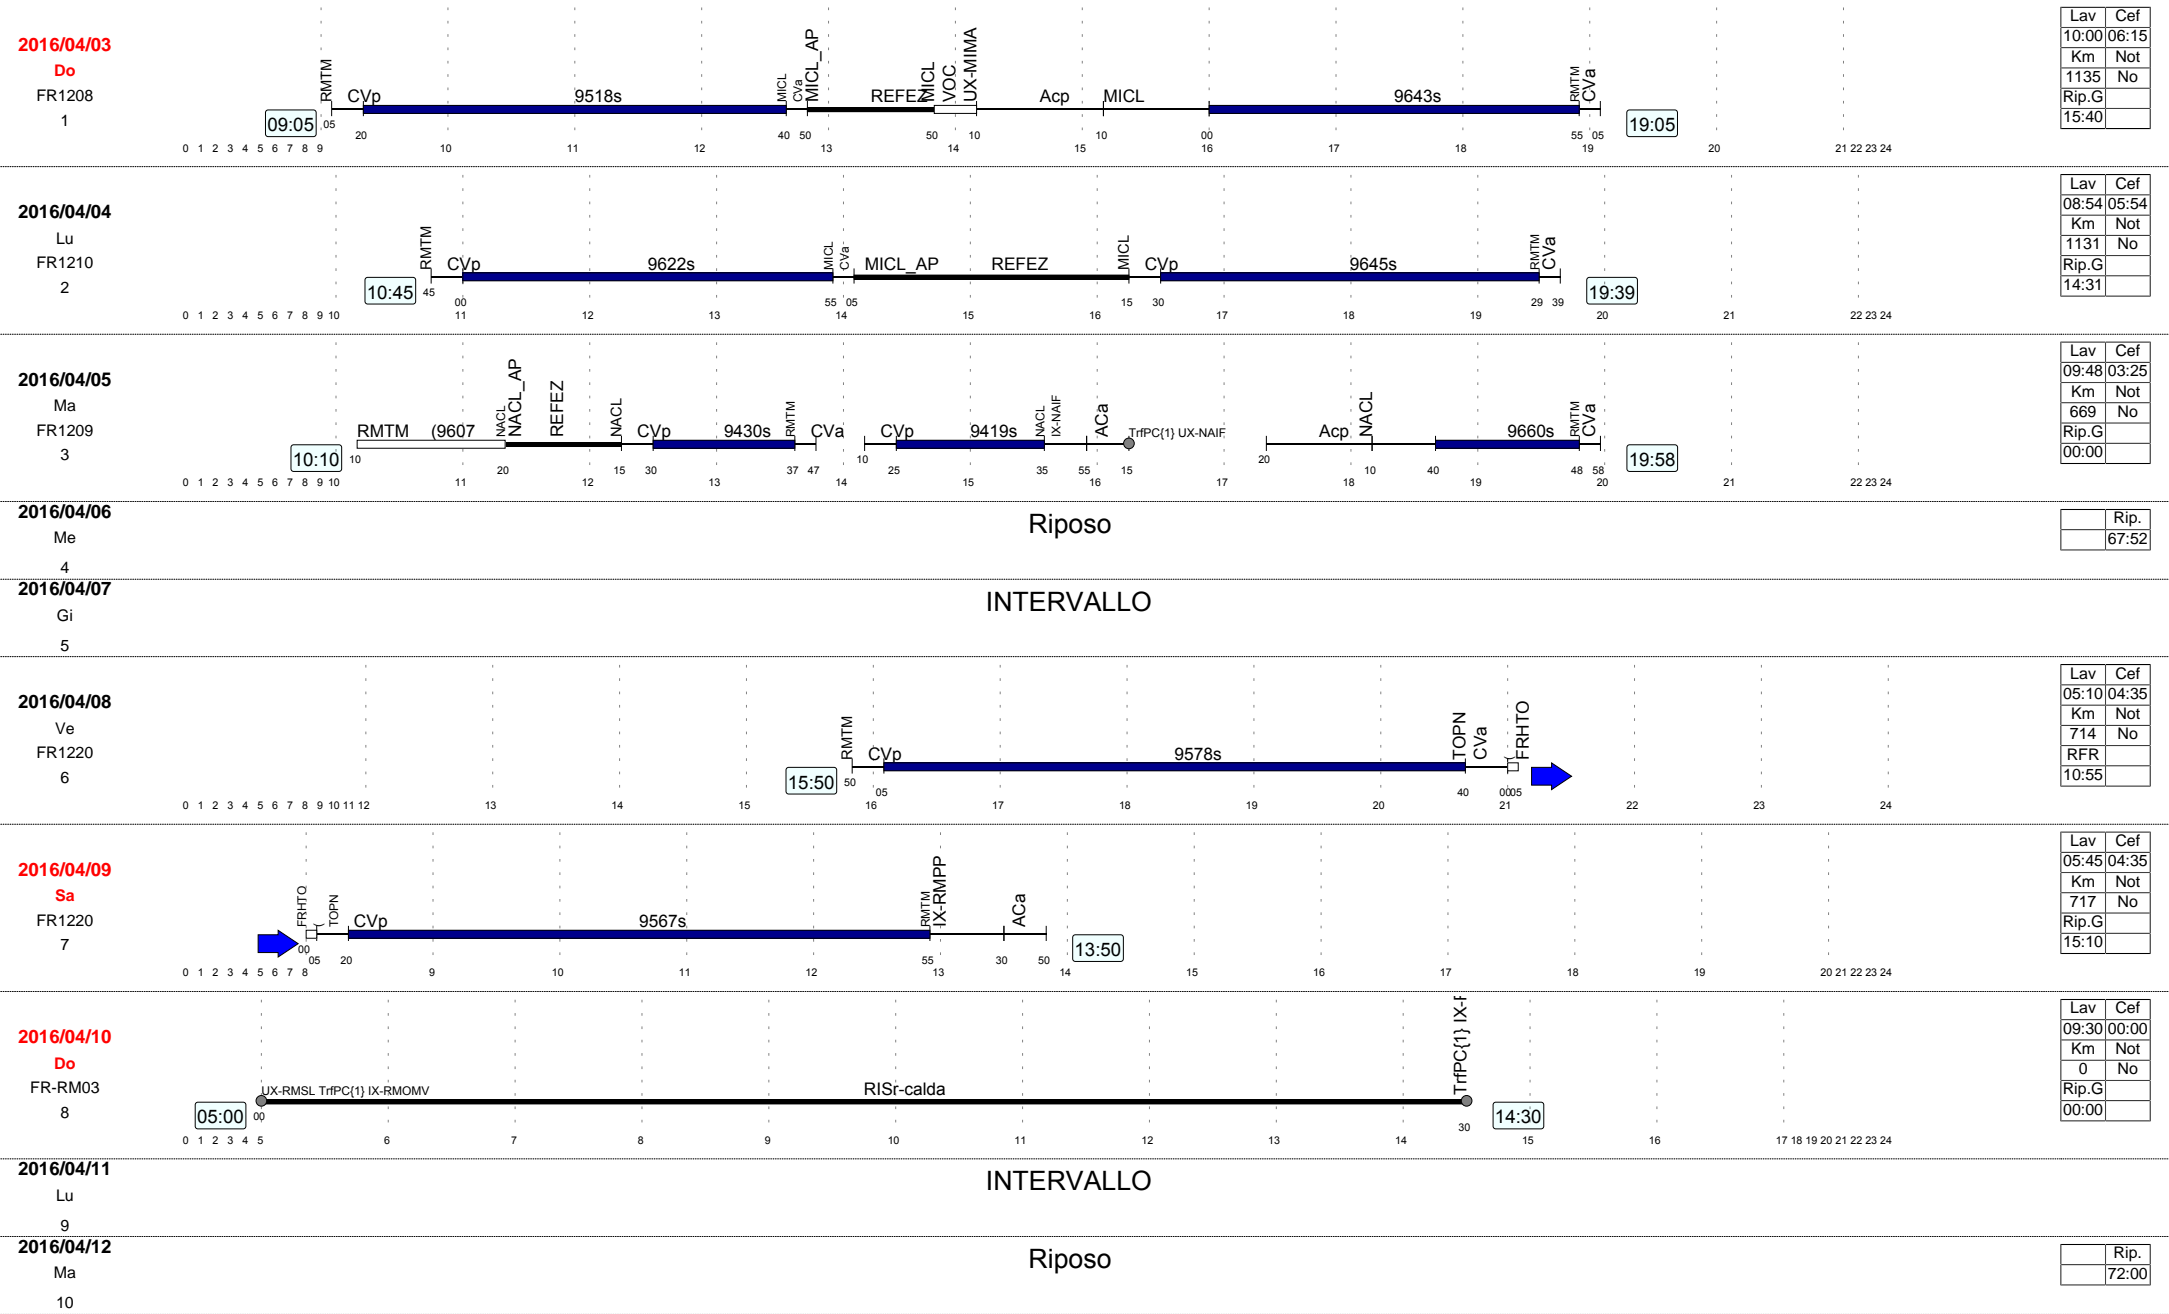 2016/04/03
Do
FR1208
1
09:05
RMTM CVp 9518s MICL CVa MICL_AP REFEZ MICL VOC UX-MIMA Acp MICL 9643s RMTM CVa
05 20 40 50 50 10 10 00 55 05
19:05
0 1 2 3 4 5 6 7 8 9 10 11 12 13 14 15 16 17 18 19 20 21 22 23 24
Lav Cef
10:00 06:15
Km Not
1135 No
Rip.G
15:40
2016/04/04
Lu
FR1210
2
10:45
RMTM CVp 9622s MICL CVa MICL_AP REFEZ MICL CVp 9645s RMTM CVa
45 00 55 05 15 30 29 39
19:39
0 1 2 3 4 5 6 7 8 9 10 11 12 13 14 15 16 17 18 19 20 21 22 23 24
Lav Cef
08:54 05:54
Km Not
1131 No
Rip.G
14:31
2016/04/05
Ma
FR1209
3
10:10
RMTM (9607 NACL NACL_AP REFEZ NACL CVp 9430s RMTM CVa CVp 9419s NACL IX-NAIF ACa TrfPC{1} UX-NAIF Acp NACL 9660s RMTM CVa
10 20 15 30 37 47 10 25 35 55 15 20 10 40 48 58
19:58
0 1 2 3 4 5 6 7 8 9 10 11 12 13 14 15 16 17 18 19 20 21 22 23 24
Lav Cef
09:48 03:25
Km Not
669 No
Rip.G
00:00
2016/04/06
Me
4
Riposo
Rip.
67:52
2016/04/07
Gi
5
INTERVALLO
2016/04/08
Ve
FR1220
6
15:50
RMTM CVp 9578s TOPN CVa ( FRHTO
50 05 40 00 05
0 1 2 3 4 5 6 7 8 9 10 11 12 13 14 15 16 17 18 19 20 21 22 23 24
Lav Cef
05:10 04:35
Km Not
714 No
RFR
10:55
2016/04/09
Sa
FR1220
7
FRHTO ( TOPN CVp 9567s RMTM IX-RMPP ACa
00 05 20 55 30 50
13:50
0 1 2 3 4 5 6 7 8 9 10 11 12 13 14 15 16 17 18 19 20 21 22 23 24
Lav Cef
05:45 04:35
Km Not
717 No
Rip.G
15:10
2016/04/10
Do
FR-RM03
8
05:00
UX-RMSL TrfPC{1} IX-RMOMV RISr-calda TrfPC{1}
00 30
14:30
0 1 2 3 4 5 6 7 8 9 10 11 12 13 14 15 16 17 18 19 20 21 22 23 24
Lav Cef
09:30 00:00
Km Not
0 No
Rip.G
00:00
2016/04/11
Lu
9
INTERVALLO
2016/04/12
Ma
10
Riposo
Rip.
72:00